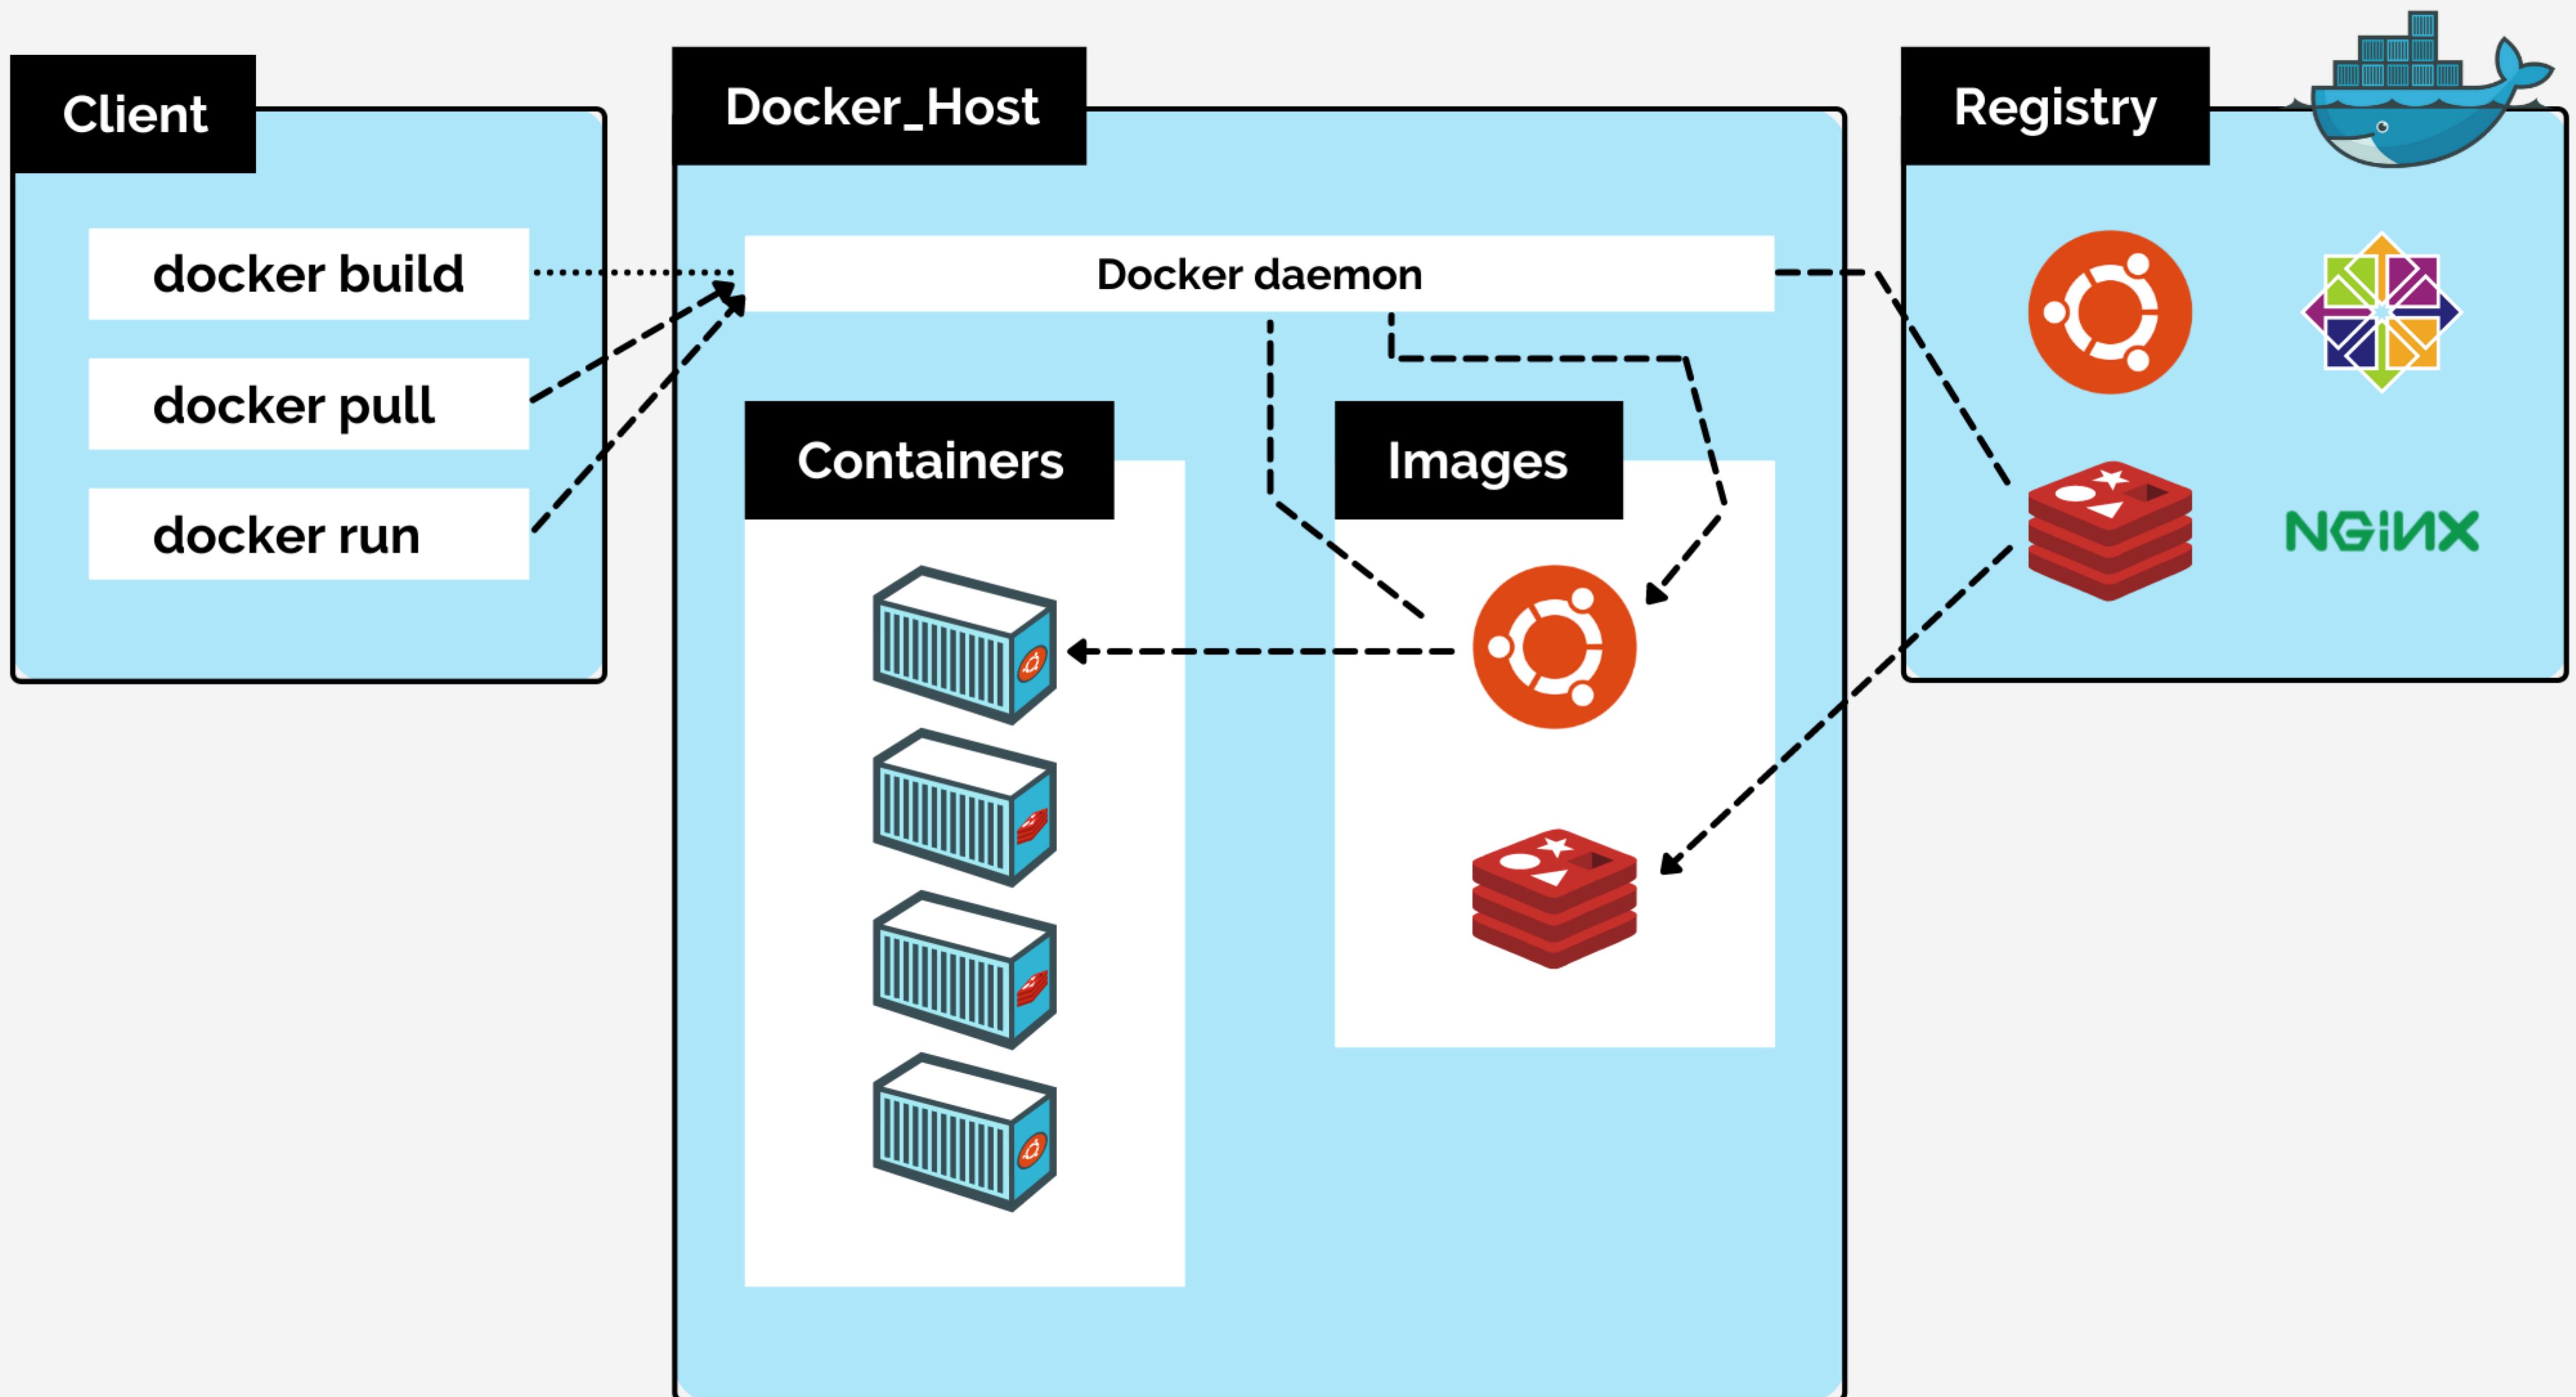 Client
docker build
docker pull
docker run
Docker_Host
Docker daemon
Containers
Images
Registry
NGINX